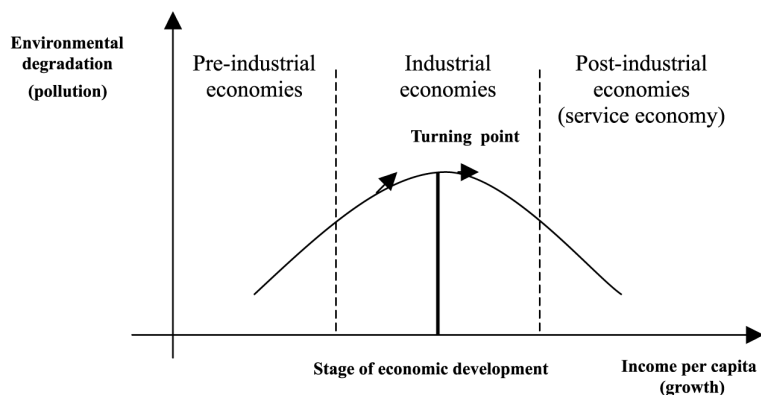 Environmental
degradation
(pollution)
Pre-industrial
economies
Industrial
economies
Post-industrial
economies
(service economy)
Turning point
Stage of economic development
Income per capita
(growth)